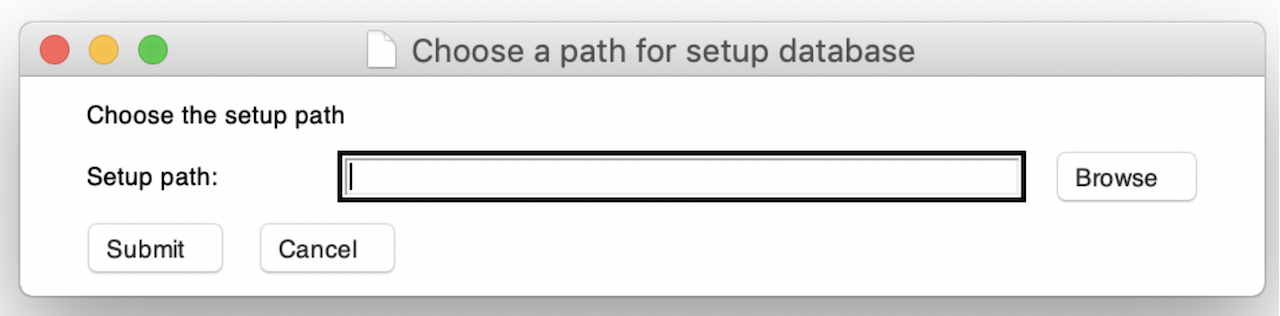 Choose a path for setup database
Choose the setup path
Setup path:
Browse
Submit
Cancel